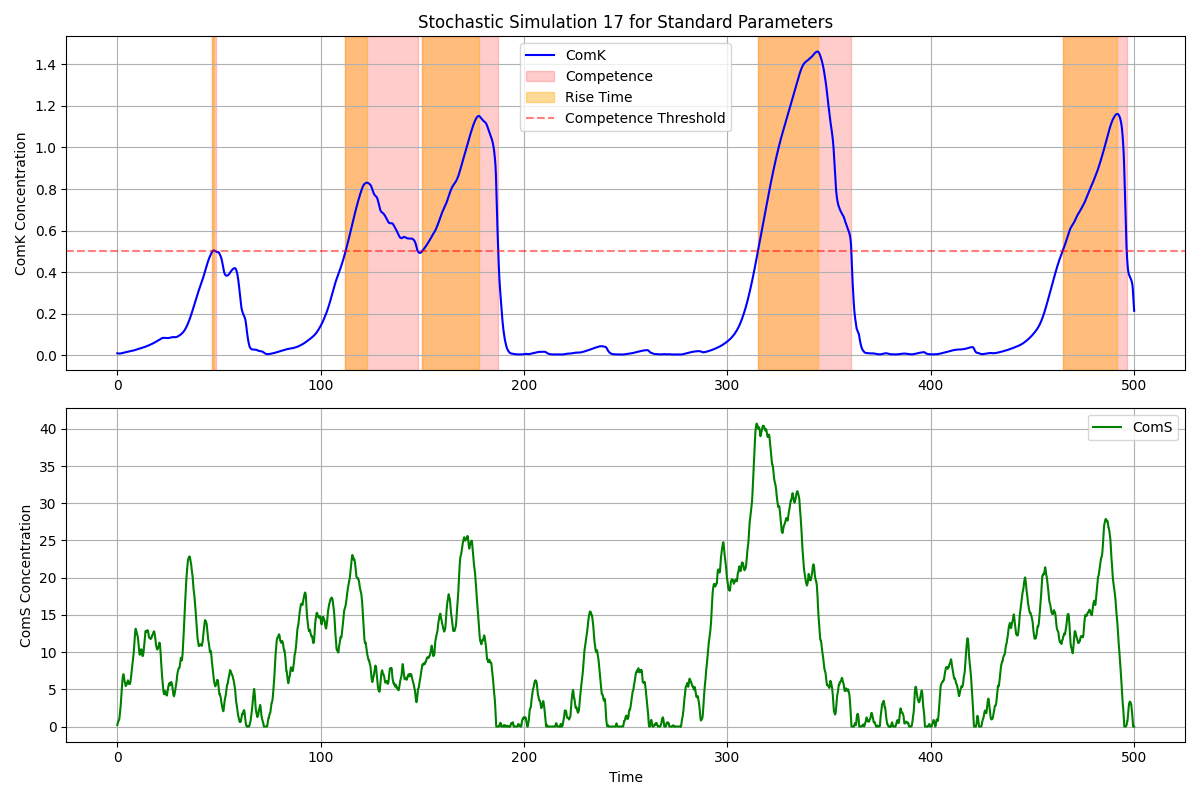 Stochastic Simulation 17 for Standard Parameters
ComK Concentration
1.4
1.2
1.0
0.8
0.6
0.4
0.2
0.0
ComK
Competence
Rise Time
Competence Threshold
0 100 200 300 400 500
ComS Concentration
40
35
30
25
20
15
10
5
0
ComS
0 100 200 300 400 500
Time